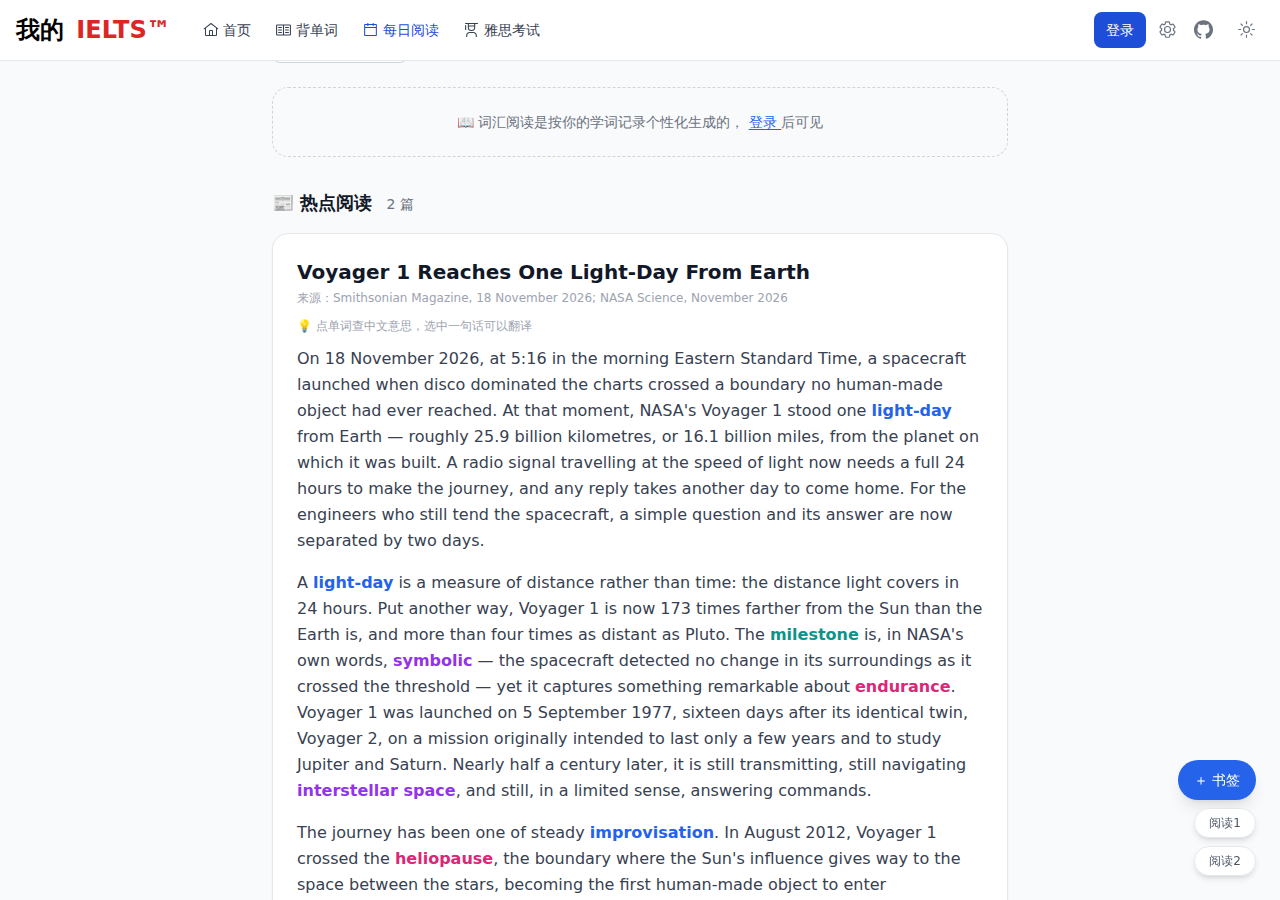 我的 IELTS™ 首页 背单词 每日阅读 雅思考试 登录
📖 词汇阅读是按你的学词记录个性化生成的， 登录 后可见
📰 热点阅读 2 篇
Voyager 1 Reaches One Light-Day From Earth
来源：Smithsonian Magazine, 18 November 2026; NASA Science, November 2026
💡 点单词查中文意思，选中一句话可以翻译
On 18 November 2026, at 5:16 in the morning Eastern Standard Time, a spacecraft
launched when disco dominated the charts crossed a boundary no human-made
object had ever reached. At that moment, NASA's Voyager 1 stood one light-day
from Earth — roughly 25.9 billion kilometres, or 16.1 billion miles, from the planet on
which it was built. A radio signal travelling at the speed of light now needs a full 24
hours to make the journey, and any reply takes another day to come home. For the
engineers who still tend the spacecraft, a simple question and its answer are now
separated by two days.
A light-day is a measure of distance rather than time: the distance light covers in
24 hours. Put another way, Voyager 1 is now 173 times farther from the Sun than the
Earth is, and more than four times as distant as Pluto. The milestone is, in NASA's
own words, symbolic — the spacecraft detected no change in its surroundings as it
crossed the threshold — yet it captures something remarkable about endurance.
Voyager 1 was launched on 5 September 1977, sixteen days after its identical twin,
Voyager 2, on a mission originally intended to last only a few years and to study
Jupiter and Saturn. Nearly half a century later, it is still transmitting, still navigating
interstellar space, and still, in a limited sense, answering commands.
The journey has been one of steady improvisation. In August 2012, Voyager 1
crossed the heliopause, the boundary where the Sun's influence gives way to the
space between the stars, becoming the first human-made object to enter
＋ 书签
阅读1
阅读2